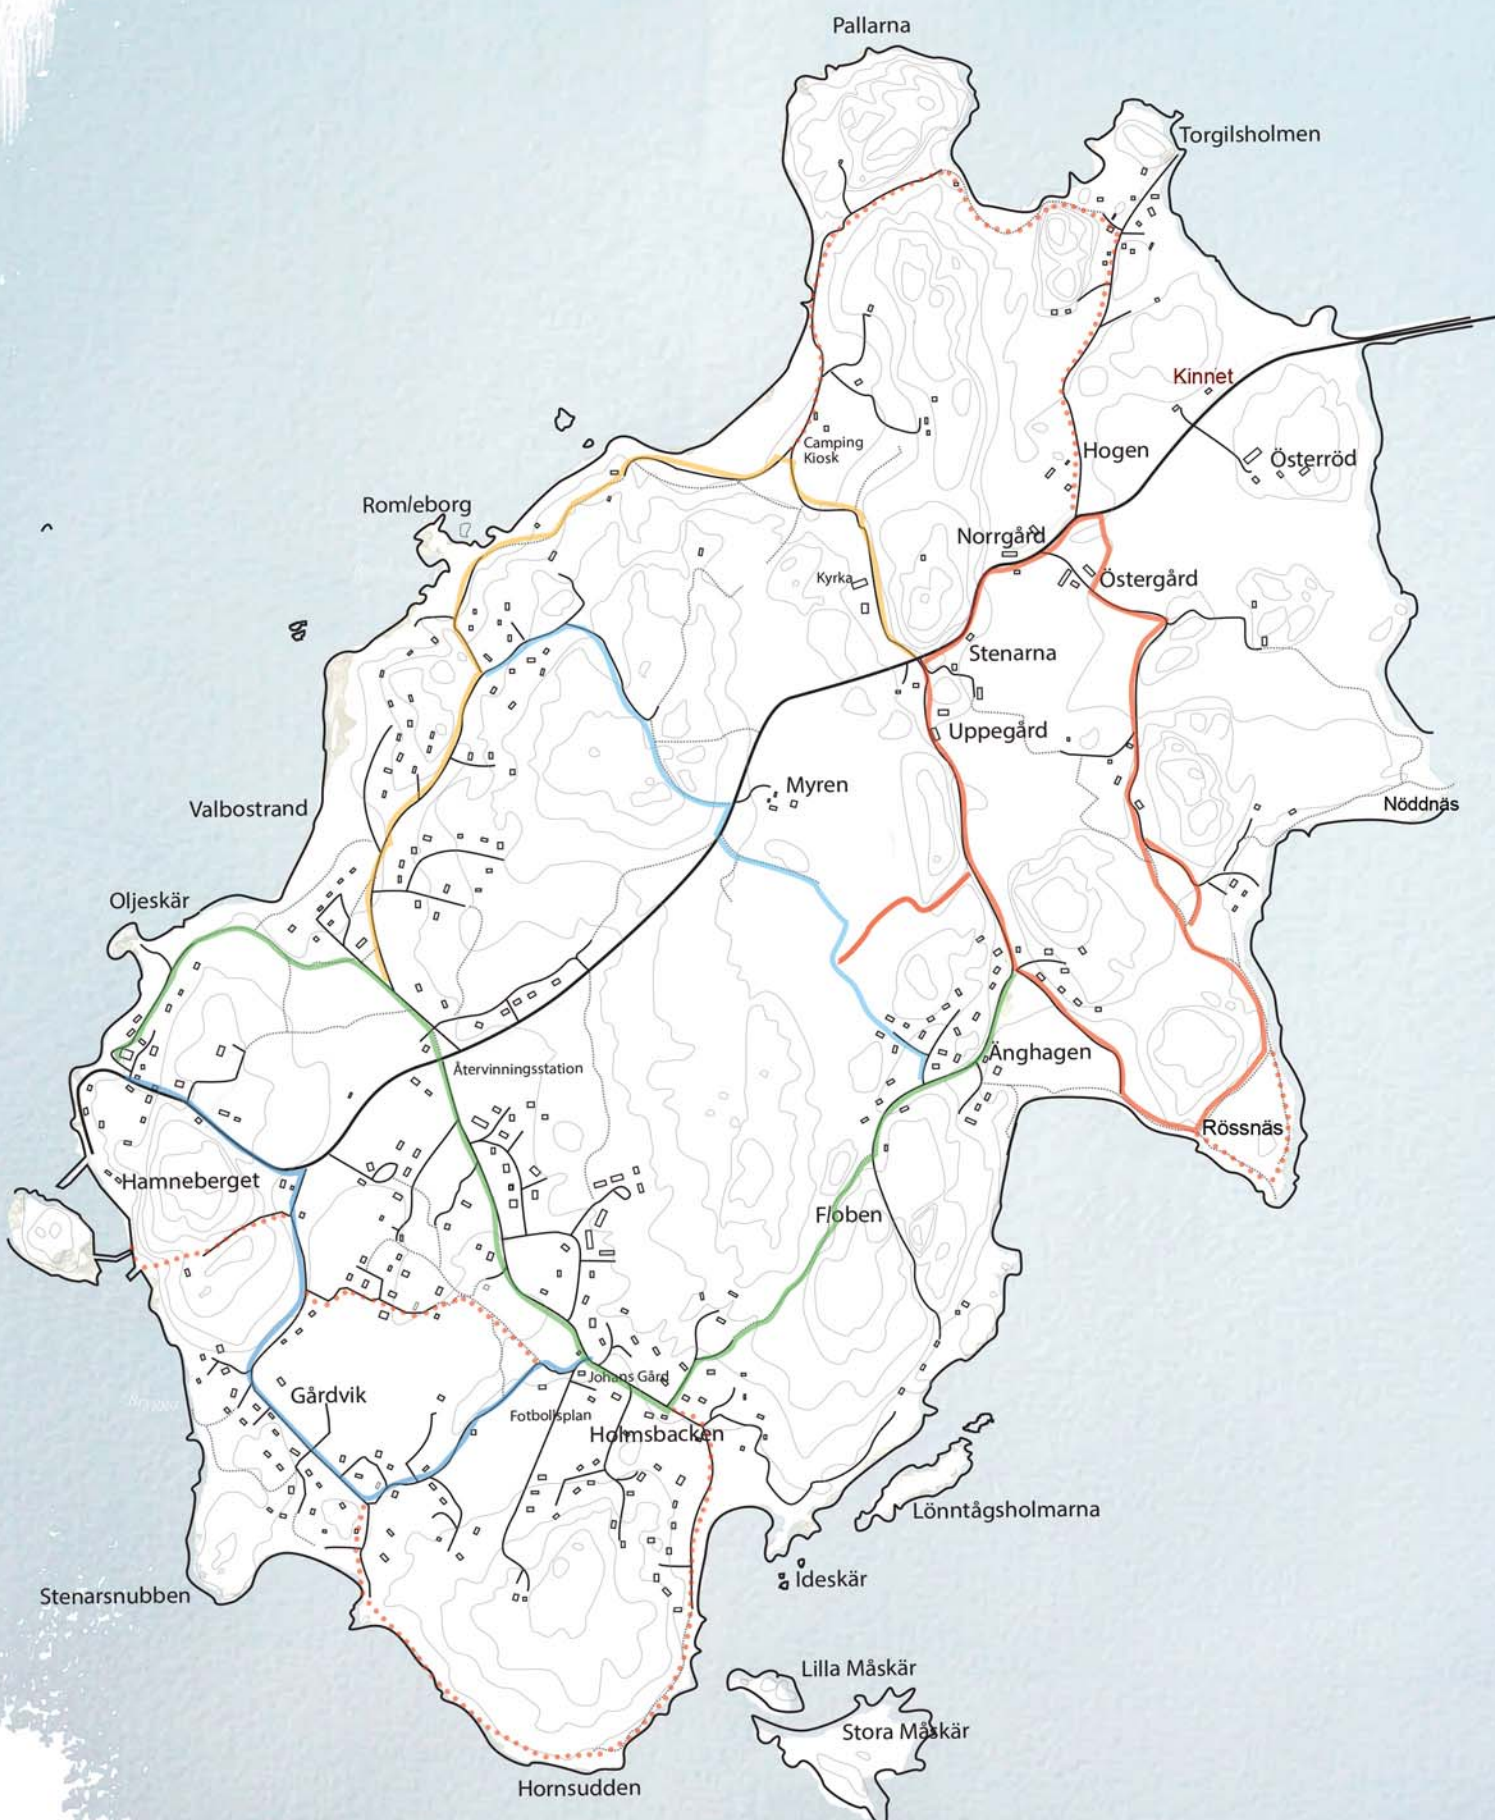 Pallarna
Torgilsholmen
Kinnet
Camping
Kiosk
Hogen
Österröd
Romleborg
Norrgård
Kyrka
Östergård
Stenarna
Uppegård
Myren
Valbostrand
Nöddnäs
Oljeskär
Änghagen
Återvinningsstation
Rössnäs
Hamneberget
Floben
Johans Gård
Gårdvik
Fotbollsplan
Holmsbacken
Lönntågsholmarna
Ideskär
Stenarsnubben
Lilla Måskär
Stora Måskär
Hornsudden